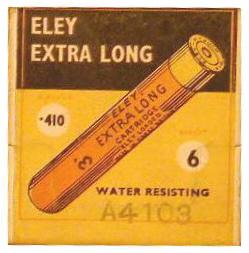 ELEY
EXTRA LONG
·410
ELEY
EXTRA LONG
CARTRIDGE
3"
6
WATER RESISTING
A4103